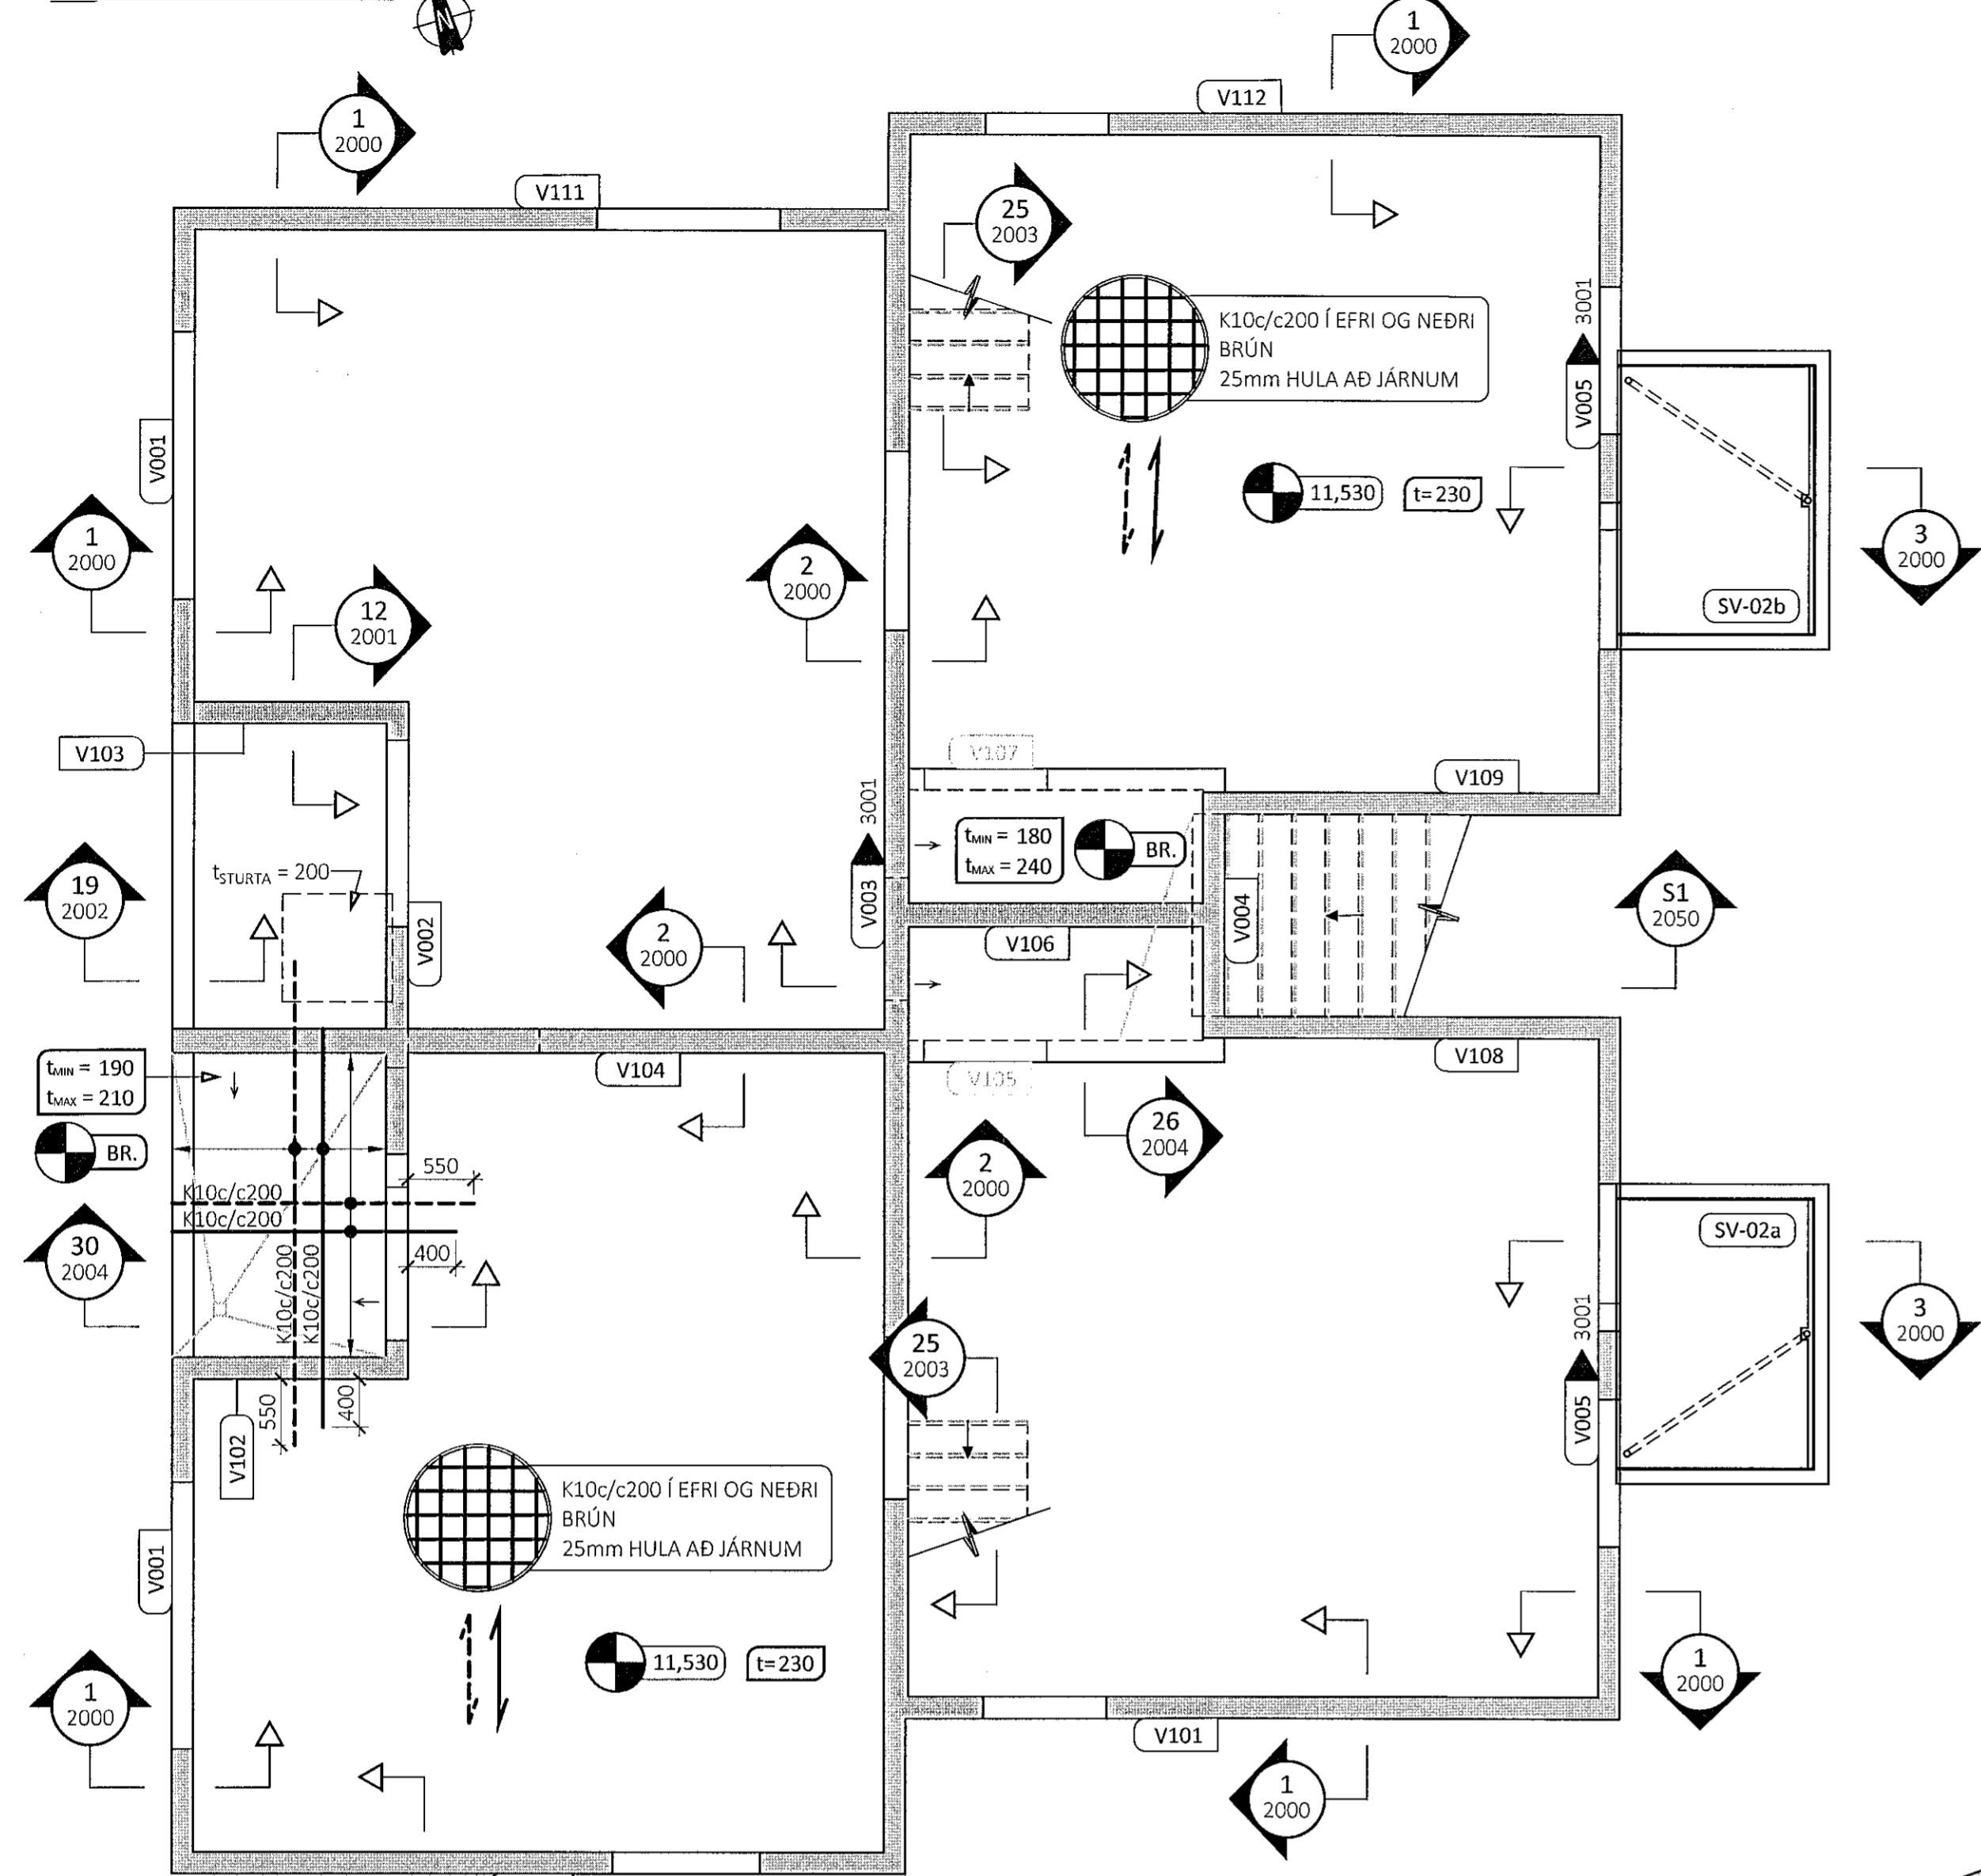 N
1
2000
V112
1
2000
V111
25
2003
K10c/c200 Í EFRI OG NEÐRI
BRÚN
25mm HULA AÐ JÁRNUM
3001
V005
V001
11,530
t=230
1
2000
2
2000
3
2000
12
2001
SV-02b
V103
V107
V109
3001
V003
tMIN = 180
tMAX = 240
BR.
tSTURTA = 200
19
2002
V002
2
2000
V106
V004
S1
2050
tMIN = 190
tMAX = 210
BR.
V104
V105
V108
26
2004
2
2000
550
K10c/c200
K10c/c200
400
30
2004
K10c/c200
K10c/c200
SV-02a
3
2000
25
2003
3001
V005
550
400
V102
K10c/c200 Í EFRI OG NEÐRI
BRÚN
25mm HULA AÐ JÁRNUM
V001
11,530
t=230
1
2000
1
2000
V101
1
2000